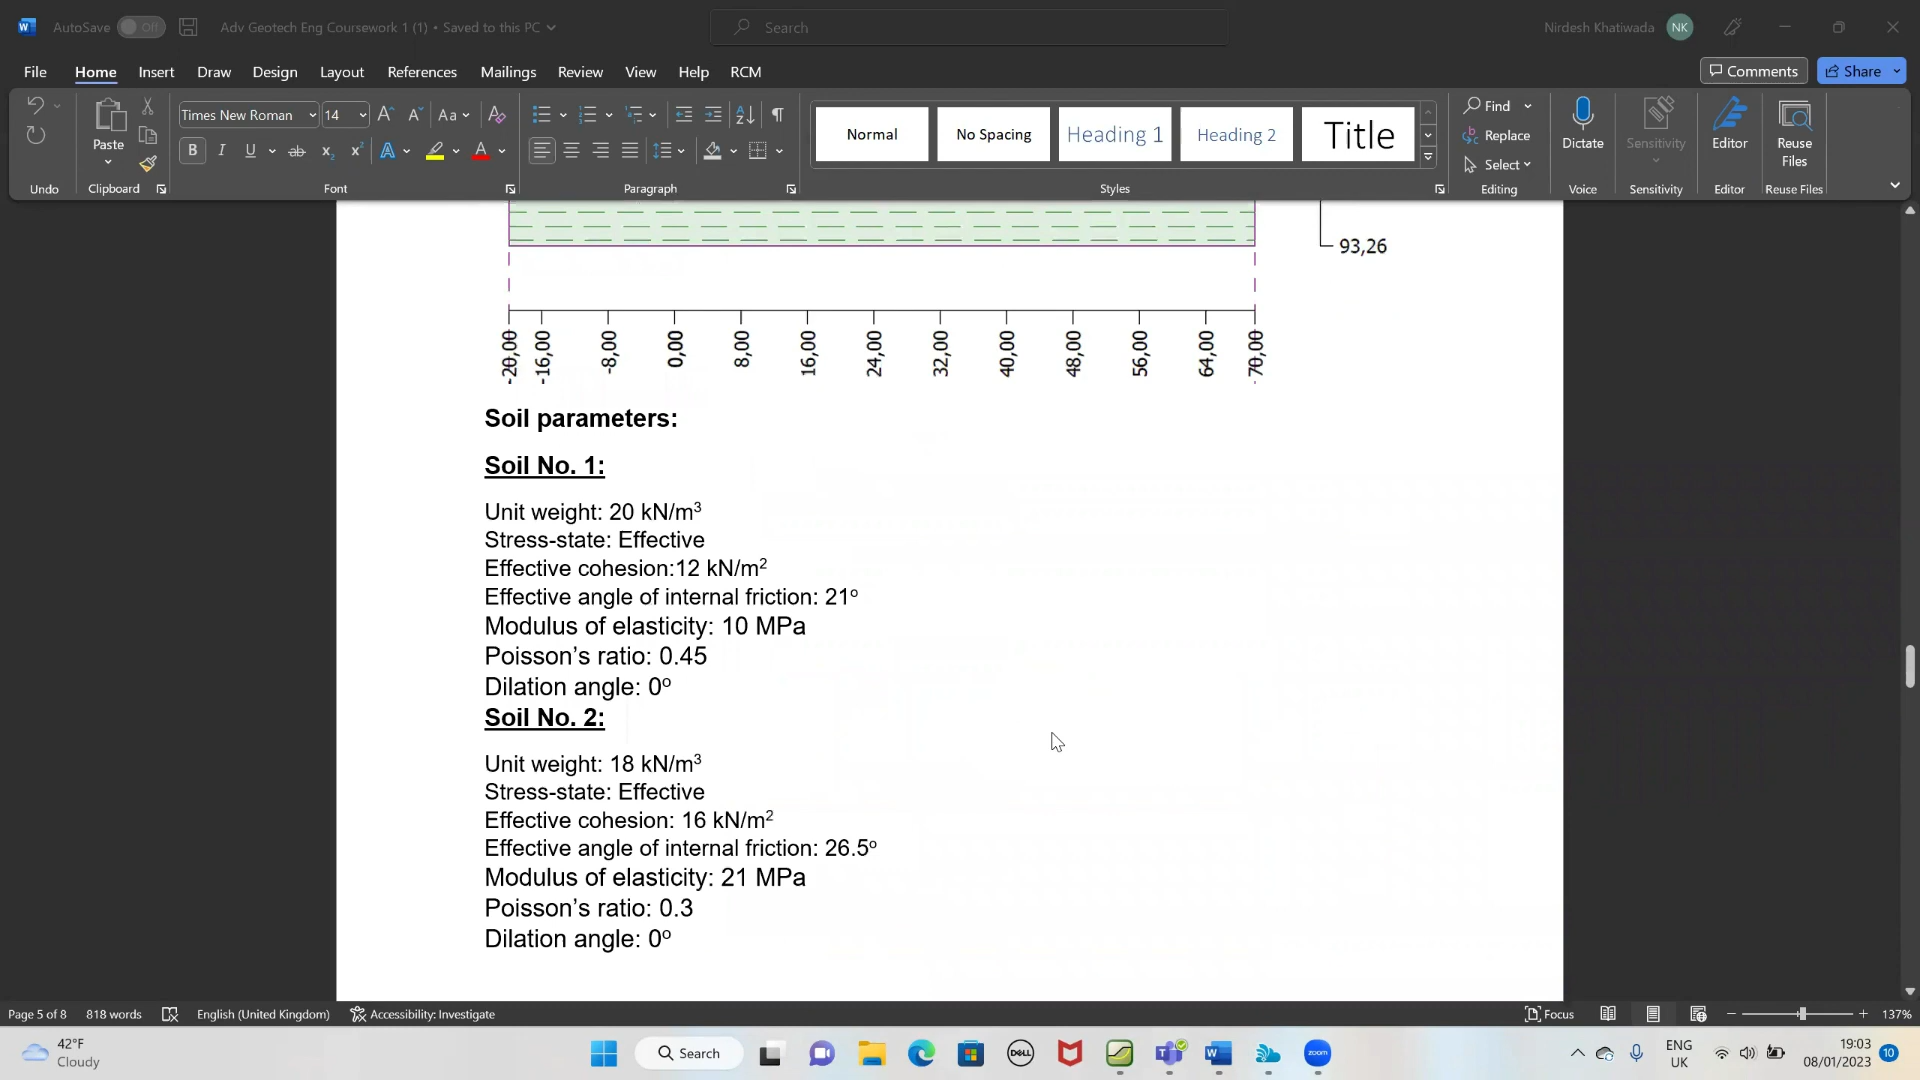 AutoSave Off Adv Geotech Eng Coursework 1 (1) • Saved to this PC Search Nirdesh Khatiwada NK
File Home Insert Draw Design Layout References Mailings Review View Help RCM Comments Share
Times New Roman 14 Aa
Paste
Normal No Spacing Heading 1 Heading 2 Title
Find
Replace
Select
Dictate Sensitivity Editor Reuse Files
Undo Clipboard Font Paragraph Styles Editing Voice Sensitivity Editor Reuse Files
93,26
-20,00 -16,00 -8,00 0,00 8,00 16,00 24,00 32,00 40,00 48,00 56,00 64,00 70,00
Soil parameters:
Soil No. 1:
Unit weight: 20 kN/m³
Stress-state: Effective
Effective cohesion:12 kN/m²
Effective angle of internal friction: 21º
Modulus of elasticity: 10 MPa
Poisson’s ratio: 0.45
Dilation angle: 0º
Soil No. 2:
Unit weight: 18 kN/m³
Stress-state: Effective
Effective cohesion: 16 kN/m²
Effective angle of internal friction: 26.5º
Modulus of elasticity: 21 MPa
Poisson’s ratio: 0.3
Dilation angle: 0º
Page 5 of 8 818 words English (United Kingdom) Accessibility: Investigate Focus 137%
42°F
Cloudy
Search
DELL
zoom
ENG
UK
19:03
08/01/2023
10